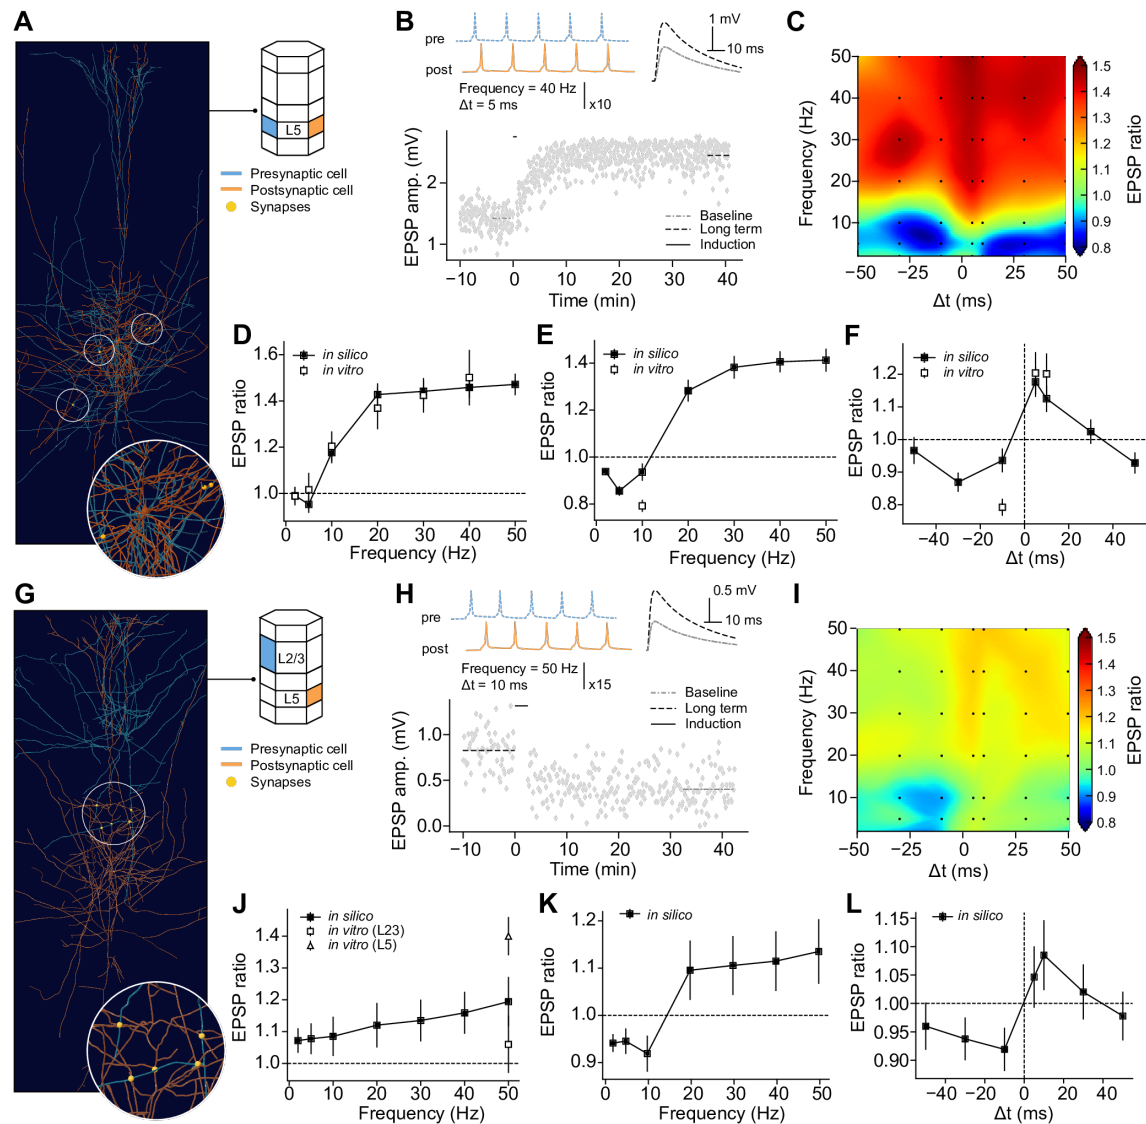 A
L5
Presynaptic cell
Postsynaptic cell
Synapses
B
pre
post
Frequency = 40 Hz
Δt = 5 ms
x10
1 mV
10 ms
EPSP amp. (mV)
2
1
Baseline
Long term
Induction
−10 0 10 20 30 40
Time (min)
C
Frequency (Hz)
50
40
30
20
10
−50 −25 0 25 50
Δt (ms)
1.5
1.4
1.3
1.2
1.1
1.0
0.9
0.8
EPSP ratio
D
in silico
in vitro
EPSP ratio
1.6
1.4
1.2
1.0
0 10 20 30 40 50
Frequency (Hz)
E
in silico
in vitro
EPSP ratio
1.4
1.2
1.0
0.8
0 10 20 30 40 50
Frequency (Hz)
F
in silico
in vitro
EPSP ratio
1.2
1.0
0.9
0.8
−40 −20 0 20 40
Δt (ms)
G
L2/3
L5
Presynaptic cell
Postsynaptic cell
Synapses
H
pre
post
Frequency = 50 Hz
Δt = 10 ms
x15
0.5 mV
10 ms
Baseline
Long term
Induction
EPSP amp. (mV)
1.0
0.5
0.0
−10 0 10 20 30 40
Time (min)
I
Frequency (Hz)
50
40
30
20
10
−50 −25 0 25 50
Δt (ms)
1.5
1.4
1.3
1.2
1.1
1.0
0.9
0.8
EPSP ratio
J
in silico
in vitro (L23)
in vitro (L5)
EPSP ratio
1.4
1.3
1.2
1.1
1.0
0 10 20 30 40 50
Frequency (Hz)
K
in silico
EPSP ratio
1.2
1.1
1.0
0.9
0 10 20 30 40 50
Frequency (Hz)
L
in silico
EPSP ratio
1.15
1.10
1.05
1.00
0.95
0.90
−40 −20 0 20 40
Δt (ms)